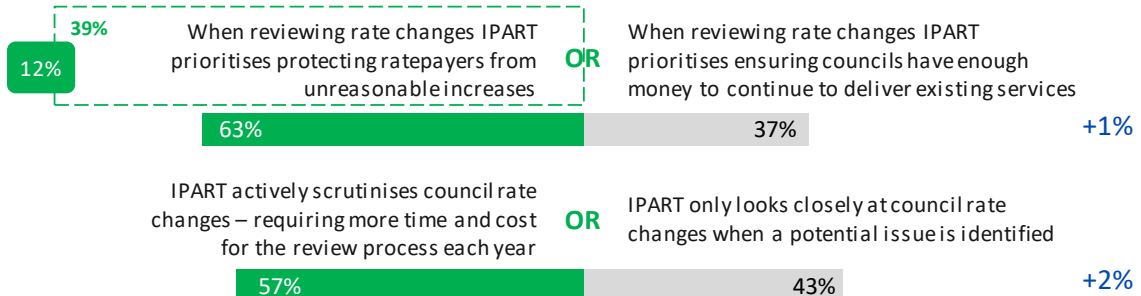 39%
12%
When reviewing rate changes IPART
prioritises protecting ratepayers from
unreasonable increases
OR
When reviewing rate changes IPART
prioritises ensuring councils have enough
money to continue to deliver existing services
63%
37%
+1%
IPART actively scrutinises council rate
changes – requiring more time and cost
for the review process each year
OR
IPART only looks closely at council rate
changes when a potential issue is identified
57%
43%
+2%